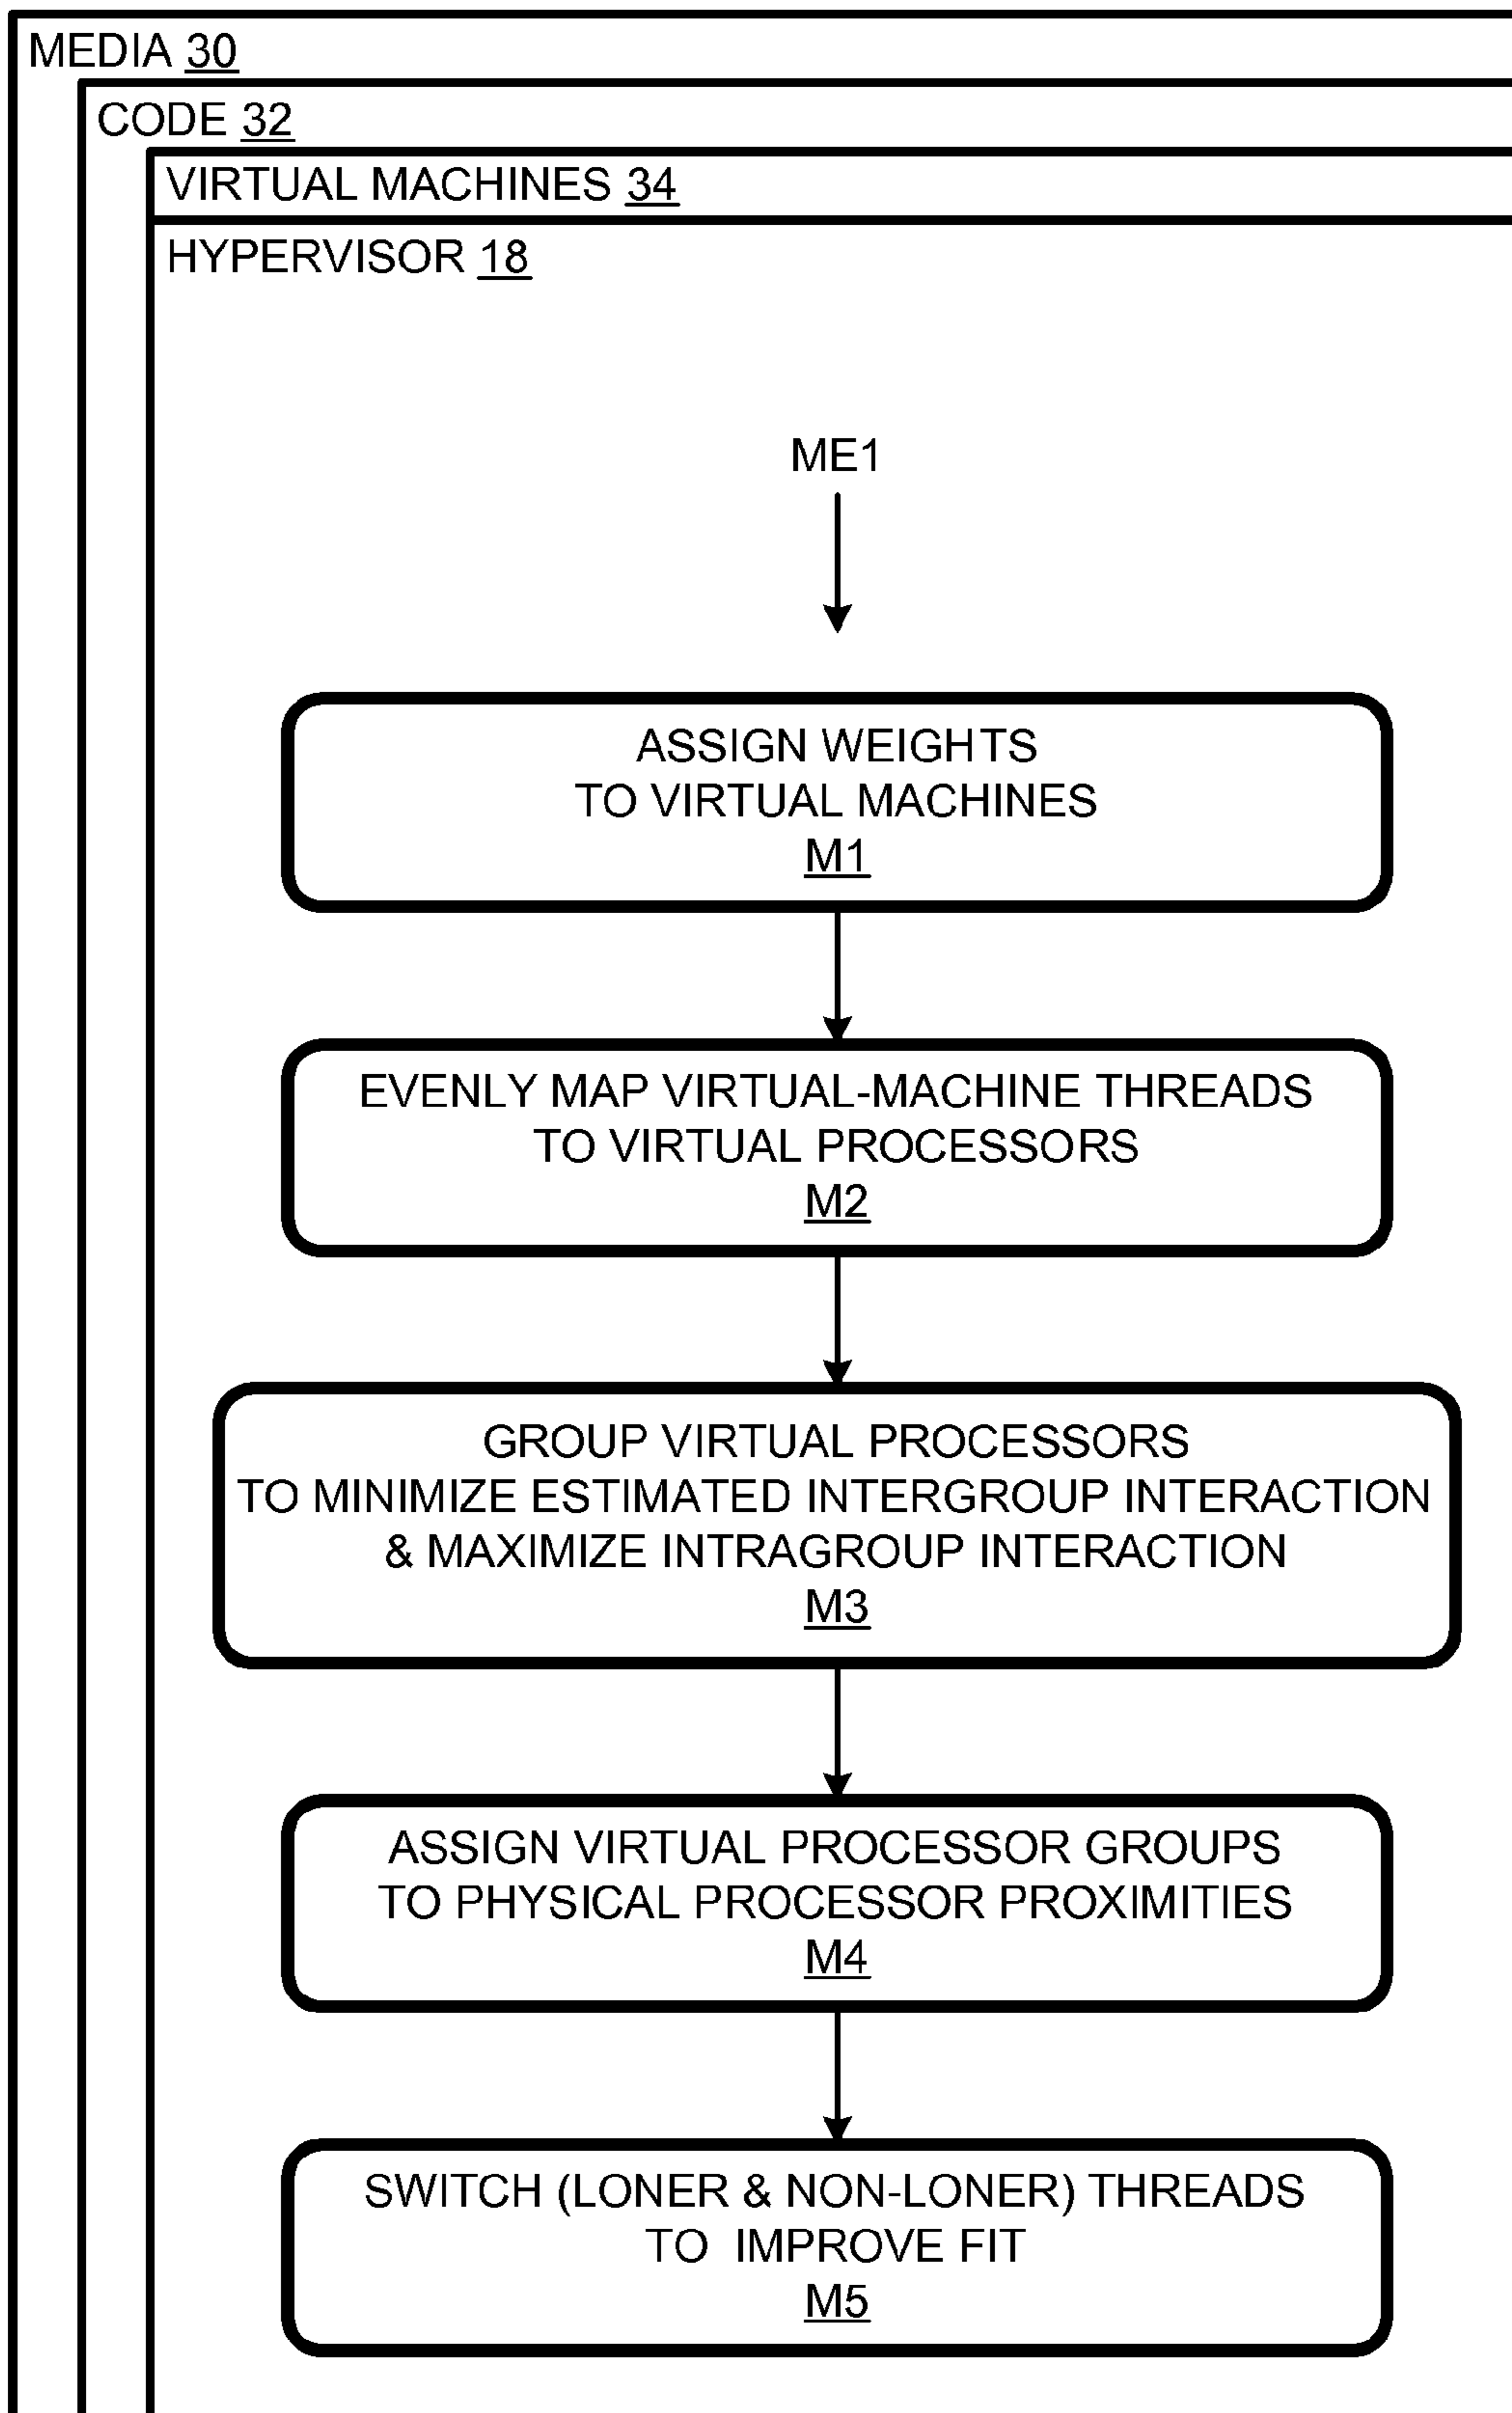 MEDIA 30
CODE 32
VIRTUAL MACHINES 34
HYPERVISOR 18
ME1
ASSIGN WEIGHTS
TO VIRTUAL MACHINES
M1
EVENLY MAP VIRTUAL-MACHINE THREADS
TO VIRTUAL PROCESSORS
M2
GROUP VIRTUAL PROCESSORS
TO MINIMIZE ESTIMATED INTERGROUP INTERACTION
& MAXIMIZE INTRAGROUP INTERACTION
M3
ASSIGN VIRTUAL PROCESSOR GROUPS
TO PHYSICAL PROCESSOR PROXIMITIES
M4
SWITCH (LONER & NON-LONER) THREADS
TO IMPROVE FIT
M5